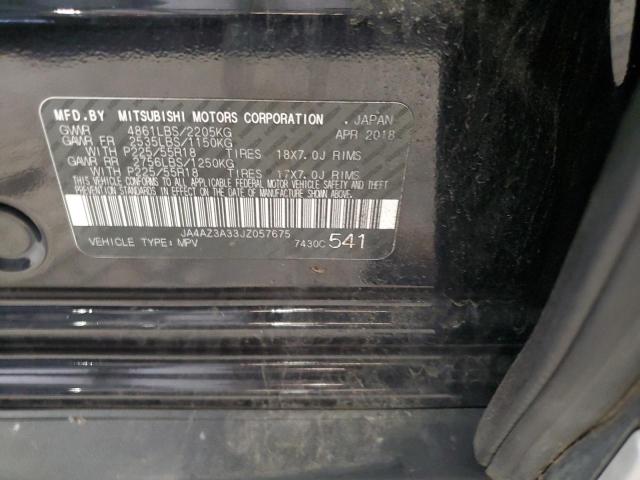 MFD.BY MITSUBISHI MOTORS CORPORATION . JAPAN
GVWR 4861LBS/2205KG APR 2018
GAWR FR 2535LBS/1150KG
WITH P225/55R18 TIRES 18X7.0J RIMS
GAWR RR 2756LBS/1250KG
WITH P225/55R18 TIRES 17X7.0J RIMS
THIS VEHICLE CONFORMS TO ALL APPLICABLE FEDERAL MOTOR VEHICLE SAFETY AND THEFT
PREVENTION STANDARDS IN EFFECT ON THE DATE OF MANUFACTURE SHOWN ABOVE.
JA4AZ3A33JZ057675
VEHICLE TYPE: MPV 7430C 541